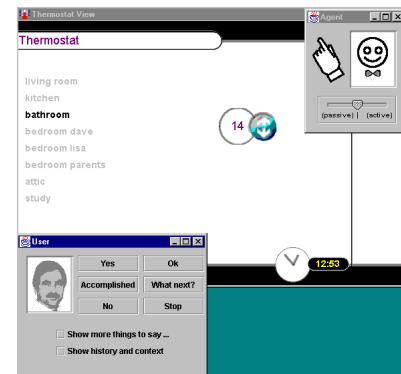 Thermostat View
Agent
Thermostat
living room
kitchen
bathroom
bedroom dave
bedroom lisa
bedroom parents
attic
study
14
(passive) | (active)
User
Yes Ok
Accomplished What next?
No Stop
Show more things to say ...
Show history and context
12:53